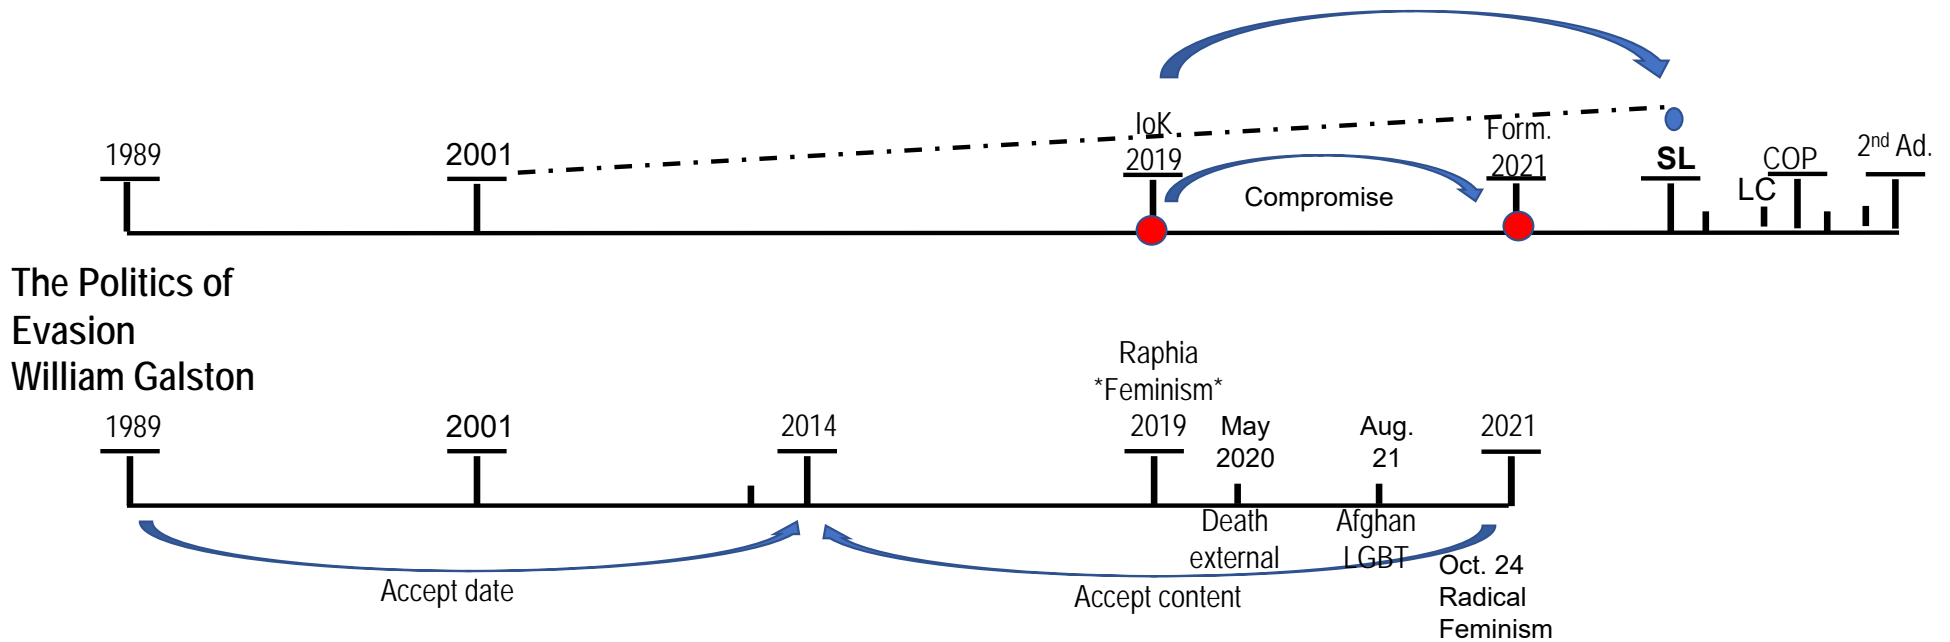 1989
2001
IoK
2019
Compromise
Form.
2021
SL
LC
COP
2nd Ad.
The Politics of
Evasion
William Galston
1989
2001
2014
Raphia
*Feminism*
2019
May
2020
Aug.
21
2021
Death
external
Afghan
LGBT
Oct. 24
Radical
Feminism
Accept date
Accept content